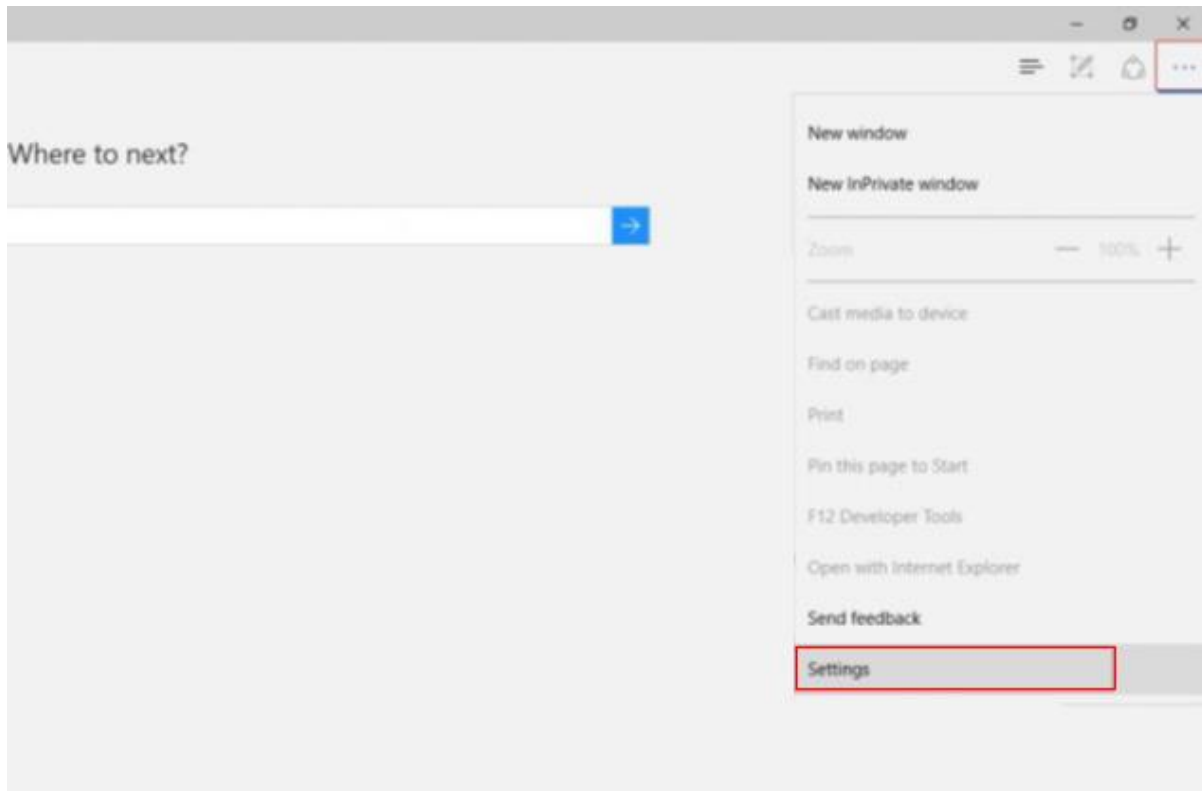 Where to next?
New window
New InPrivate window
Zoom 100%
Cast media to device
Find on page
Print
Pin this page to Start
F12 Developer Tools
Open with Internet Explorer
Send feedback
Settings